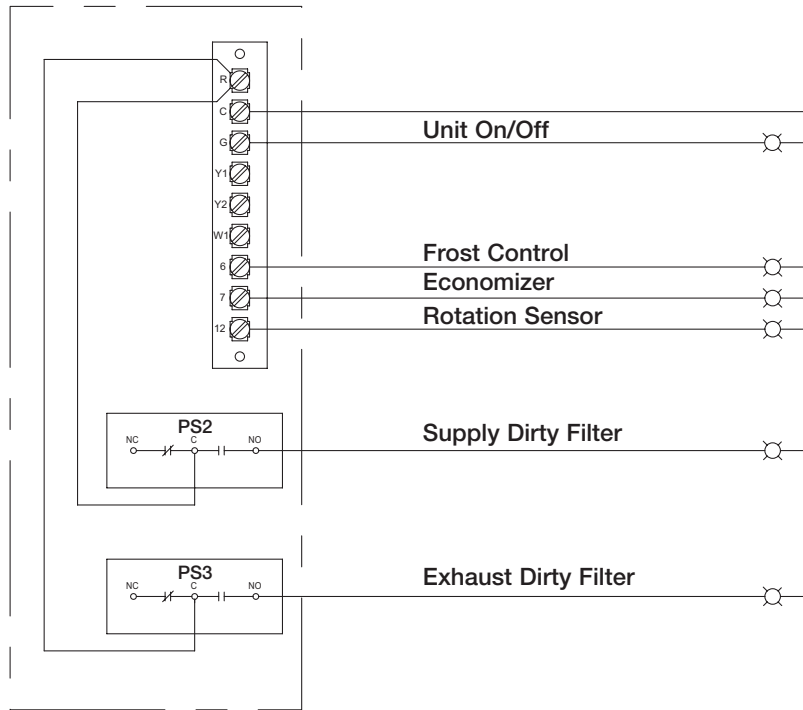 R
C
Unit On/Off
G
Y1
Y2
W1
Frost Control
6
Economizer
7
Rotation Sensor
12
PS2
NC C NO
Supply Dirty Filter
PS3
NC C NO
Exhaust Dirty Filter